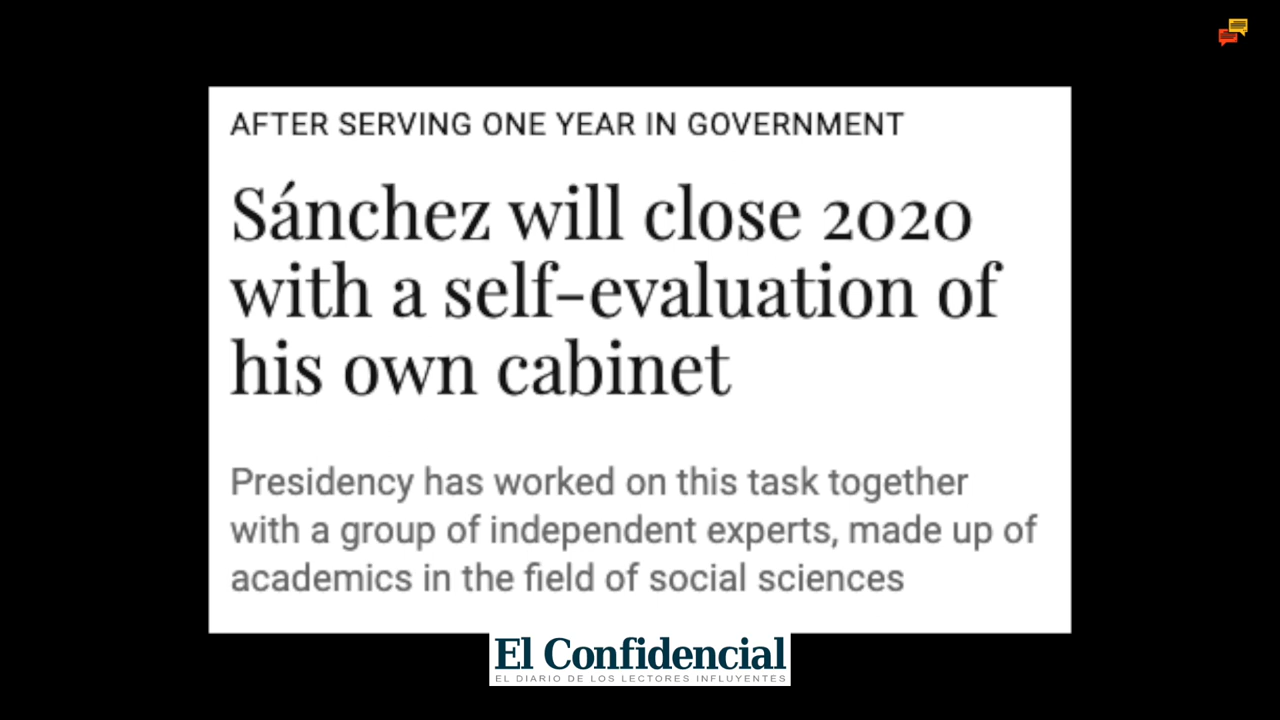 AFTER SERVING ONE YEAR IN GOVERNMENT
Sánchez will close 2020
with a self-evaluation of
his own cabinet
Presidency has worked on this task together
with a group of independent experts, made up of
academics in the field of social sciences
El Confidencial
EL DIARIO DE LOS LECTORES INFLUYENTES